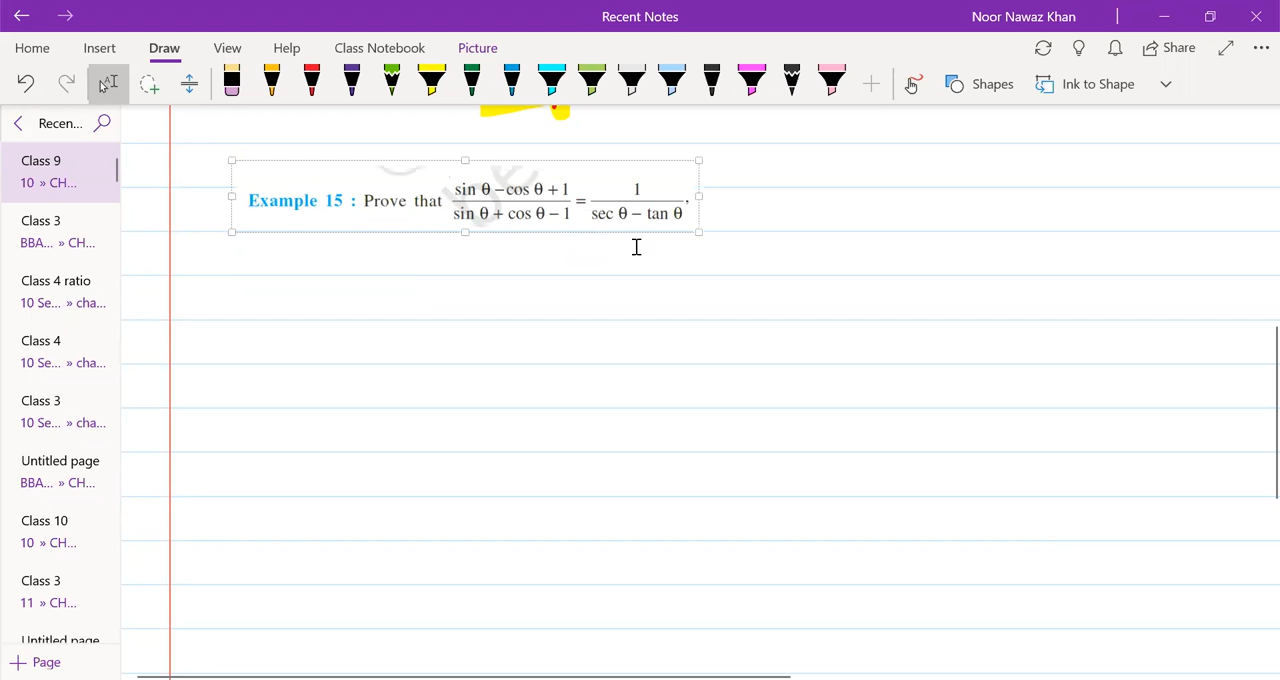 Recent Notes
Noor Nawaz Khan
Home Insert Draw View Help Class Notebook Picture
Share
Shapes
Ink to Shape
Recen...
Class 9
10 » CH...
Class 3
BBA... » CH...
Class 4 ratio
10 Se... » cha...
Class 4
10 Se... » cha...
Class 3
10 Se... » cha...
Untitled page
BBA... » CH...
Class 10
10 » CH...
Class 3
11 » CH...
Untitled page
+ Page
Example 15 : Prove that (sin θ – cos θ + 1)/(sin θ + cos θ – 1) = 1/(sec θ – tan θ),